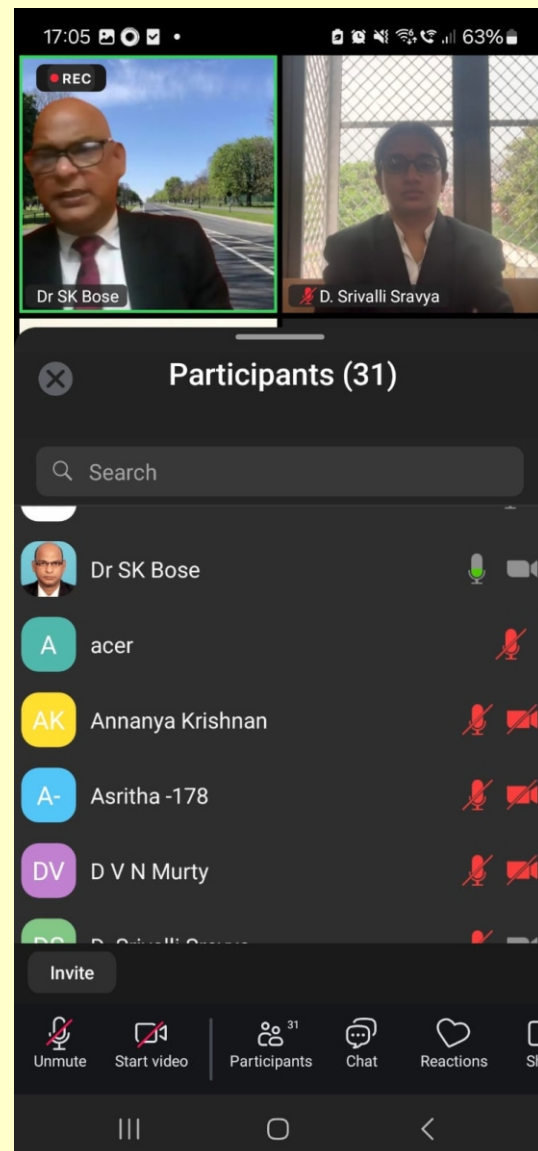 17:05
63%
REC
Dr SK Bose
D. Srivalli Sravya
Participants (31)
Search
Dr SK Bose
A acer
AK Annanya Krishnan
A- Asritha -178
DV D V N Murty
Invite
31
Unmute Start video Participants Chat Reactions